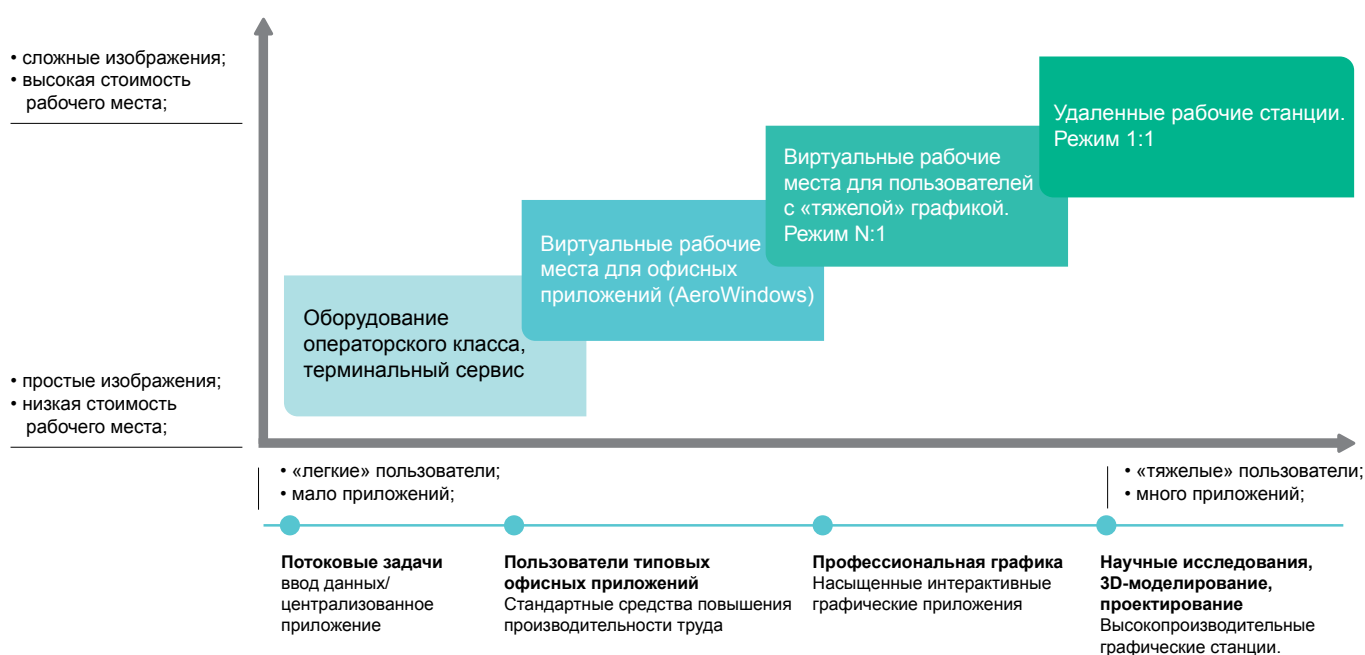 • сложные изображения;
• высокая стоимость
рабочего места;
Удаленные рабочие станции.
Режим 1:1
Виртуальные рабочие
места для пользователей
с «тяжелой» графикой.
Режим N:1
Виртуальные рабочие
места для офисных
приложений (AeroWindows)
Оборудование
операторского класса,
терминальный сервис
• простые изображения;
• низкая стоимость
рабочего места;
• «легкие» пользователи;
• мало приложений;
• «тяжелые» пользователи;
• много приложений;
Потоковые задачи
ввод данных/
централизованное
приложение
Пользователи типовых
офисных приложений
Стандартные средства повышения
производительности труда
Профессиональная графика
Насыщенные интерактивные
графические приложения
Научные исследования,
3D-моделирование,
проектирование
Высокопроизводительные
графические станции.